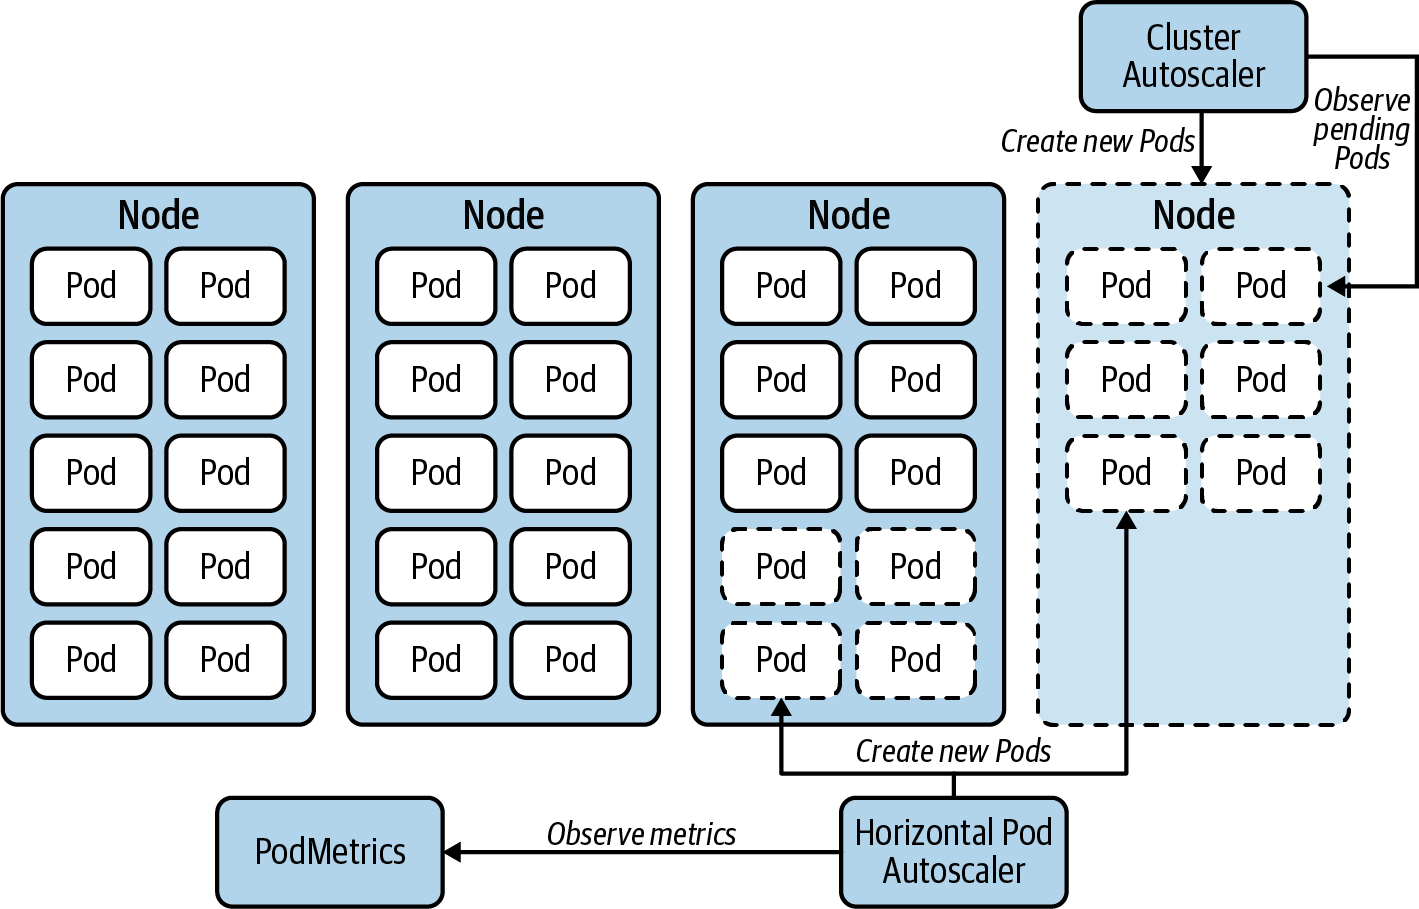 Cluster
Autoscaler
Observe
pending
Pods
Create new Pods
Node
Pod Pod
Pod Pod
Pod Pod
Pod Pod
Pod Pod
Node
Pod Pod
Pod Pod
Pod Pod
Pod Pod
Pod Pod
Node
Pod Pod
Pod Pod
Pod Pod
Pod Pod
Pod Pod
Node
Pod Pod
Pod Pod
Pod Pod
Create new Pods
PodMetrics
Observe metrics
Horizontal Pod
Autoscaler